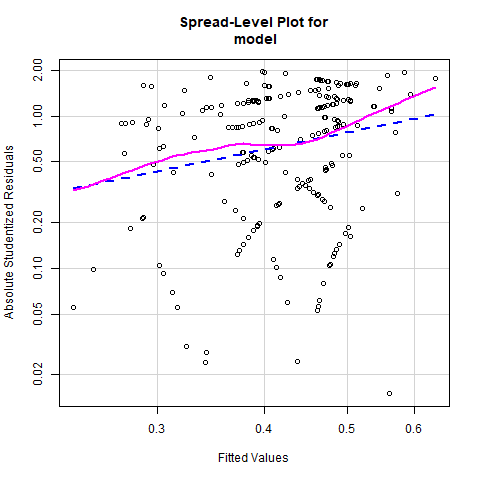 Spread-Level Plot for
model
Absolute Studentized Residuals
2.00
1.00
0.50
0.20
0.10
0.05
0.02
0.3
0.4
0.5
0.6
Fitted Values